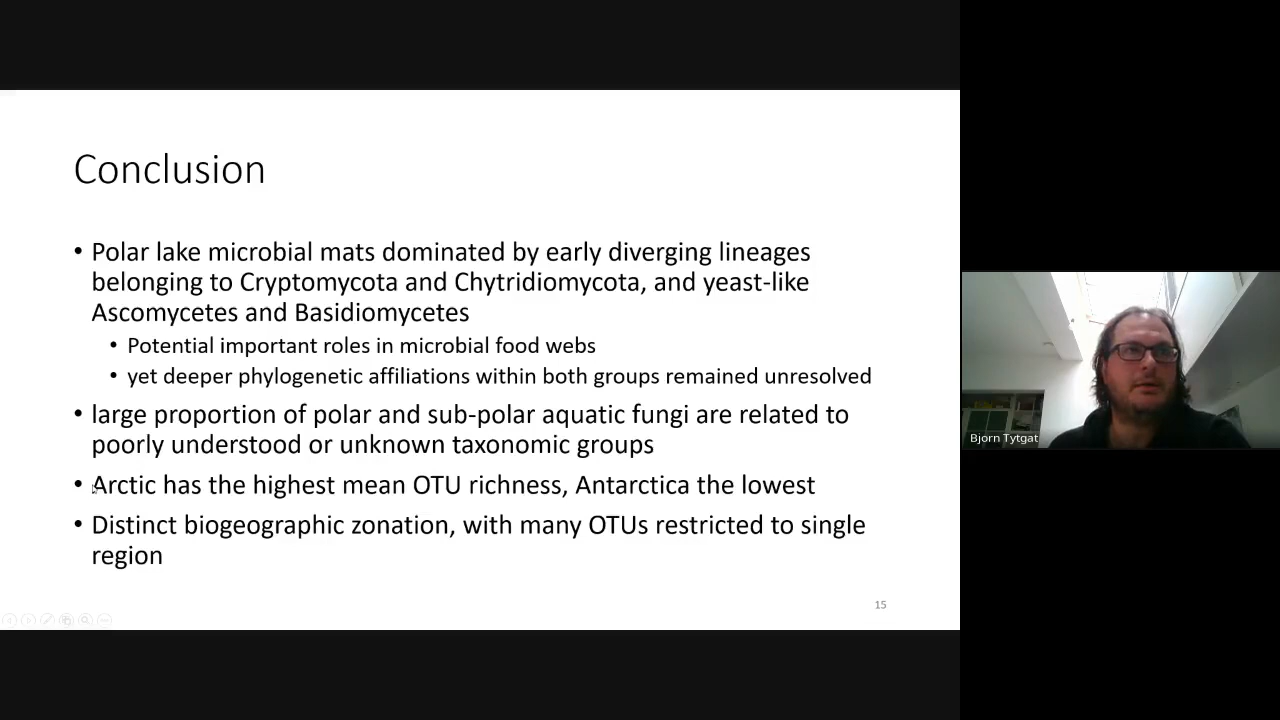 Conclusion
• Polar lake microbial mats dominated by early diverging lineages
belonging to Cryptomycota and Chytridiomycota, and yeast-like
Ascomycetes and Basidiomycetes
• Potential important roles in microbial food webs
• yet deeper phylogenetic affiliations within both groups remained unresolved
• large proportion of polar and sub-polar aquatic fungi are related to
poorly understood or unknown taxonomic groups
• Arctic has the highest mean OTU richness, Antarctica the lowest
• Distinct biogeographic zonation, with many OTUs restricted to single
region
15
Bjorn Tytgat